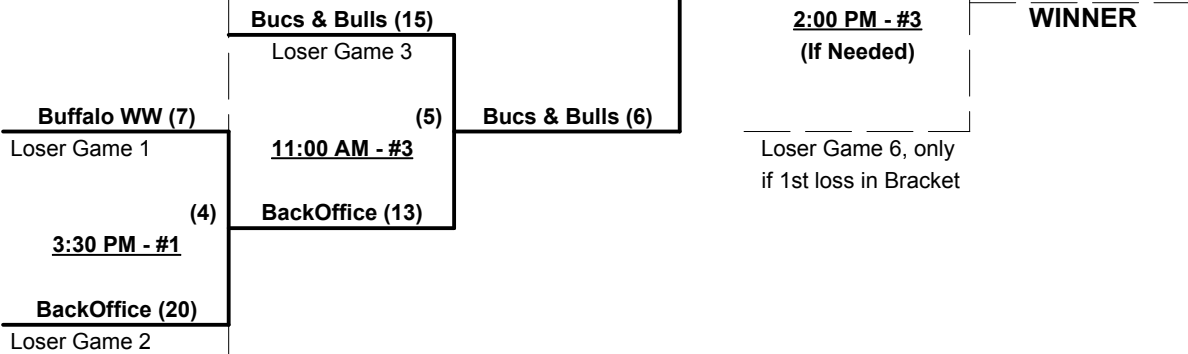 Bucs & Bulls (15)
Loser Game 3
2:00 PM - #3
(If Needed)
WINNER
Buffalo WW (7)
Loser Game 1
(5)
11:00 AM - #3
Bucs & Bulls (6)
Loser Game 6, only
if 1st loss in Bracket
(4)
3:30 PM - #1
BackOffice (13)
BackOffice (20)
Loser Game 2